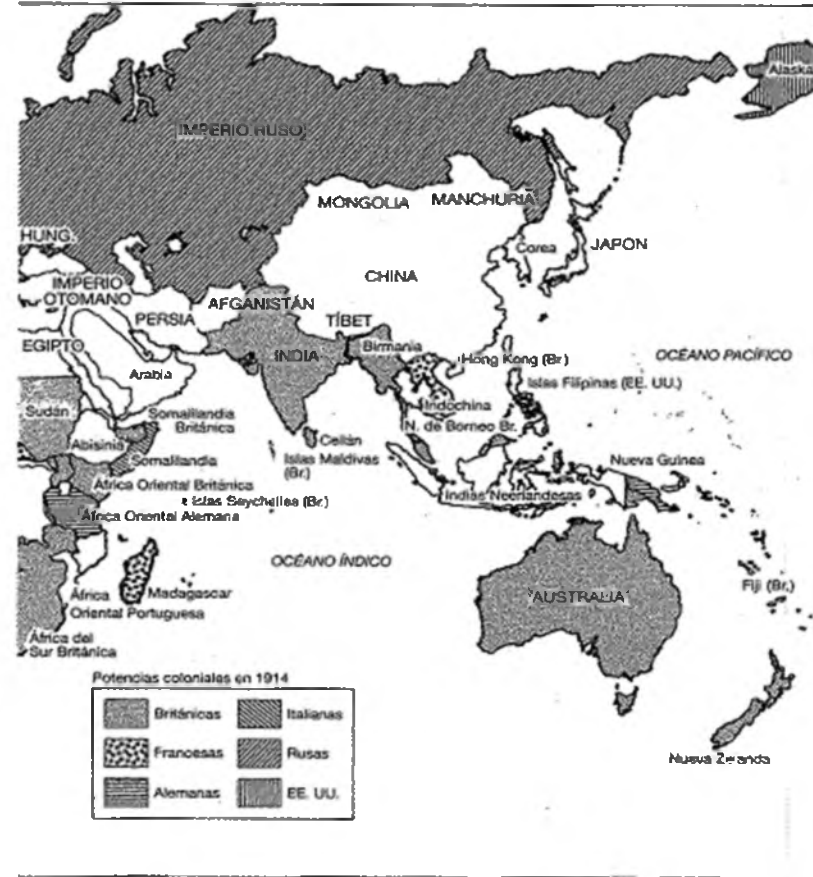 Alaska
IMPERIO RUSO
MONGOLIA
MANCHURIA
HUNG.
Corea
JAPÓN
CHINA
IMPERIO
OTOMANO
AFGANISTÁN
PERSIA
TÍBET
EGIPTO
Birmania
INDIA
Hong Kong (Br.)
OCÉANO PACÍFICO
Arabia
Islas Filipinas (EE. UU.)
Sudán
Somalilandia
Británica
Indochina
Abisinia
Ceilán
N. de Borneo Br.
Somalilandia
Islas Maldivas
(Br.)
Nueva Guinea
África Oriental Británica
Islas Seychelles (Br.)
Indias Neerlandesas
África Oriental Alemana
OCÉANO ÍNDICO
África
Oriental Portuguesa
Madagascar
AUSTRALIA
Fiji (Br.)
África del
Sur Británica
Potencias coloniales en 1914
Británicas
Italianas
Francesas
Rusas
Alemanas
EE. UU.
Nueva Zelanda